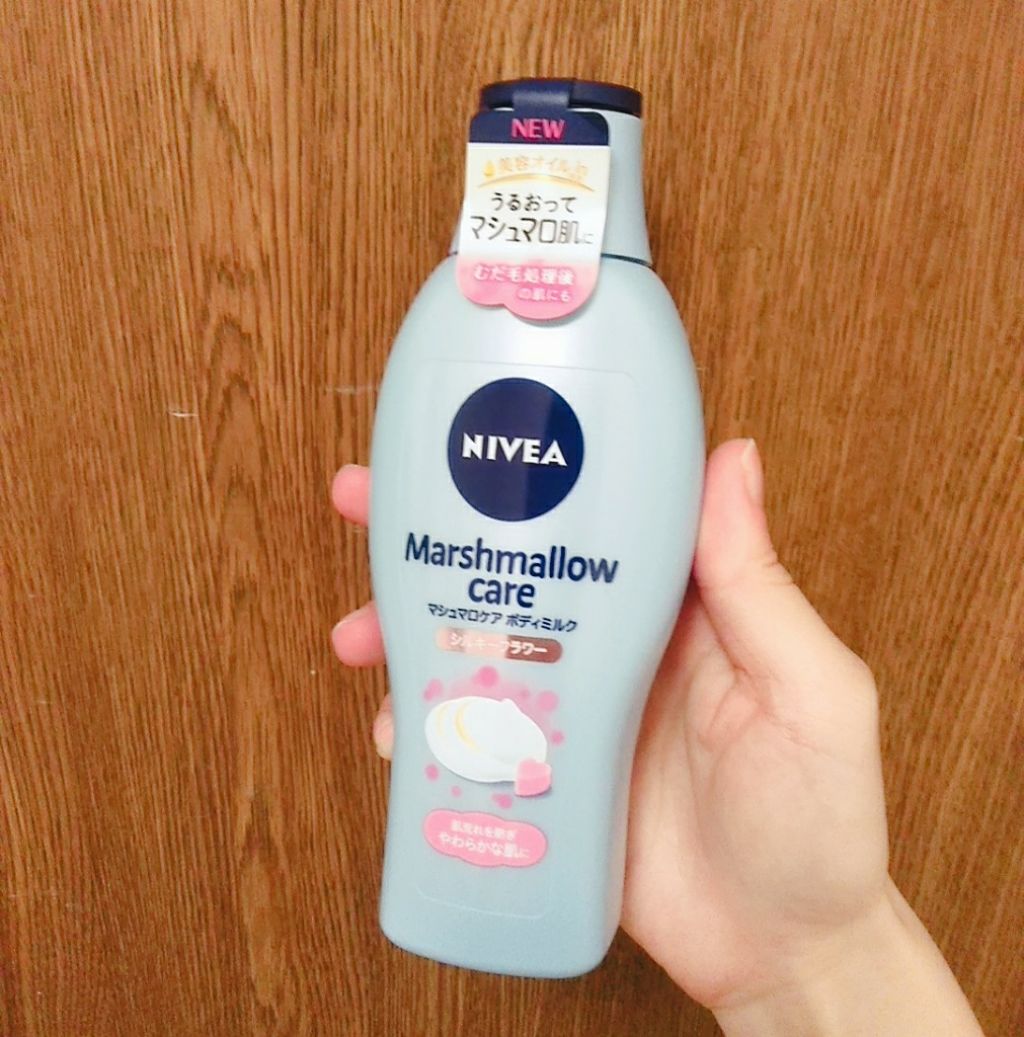 NEW
美容オイルin
うるおって
マシュマロ肌に
むだ毛処理後
の肌にも
NIVEA
Marshmallow
care
マシュマロケア ボディミルク
シルキーフラワー
肌荒れを防ぎ
やわらかな肌に